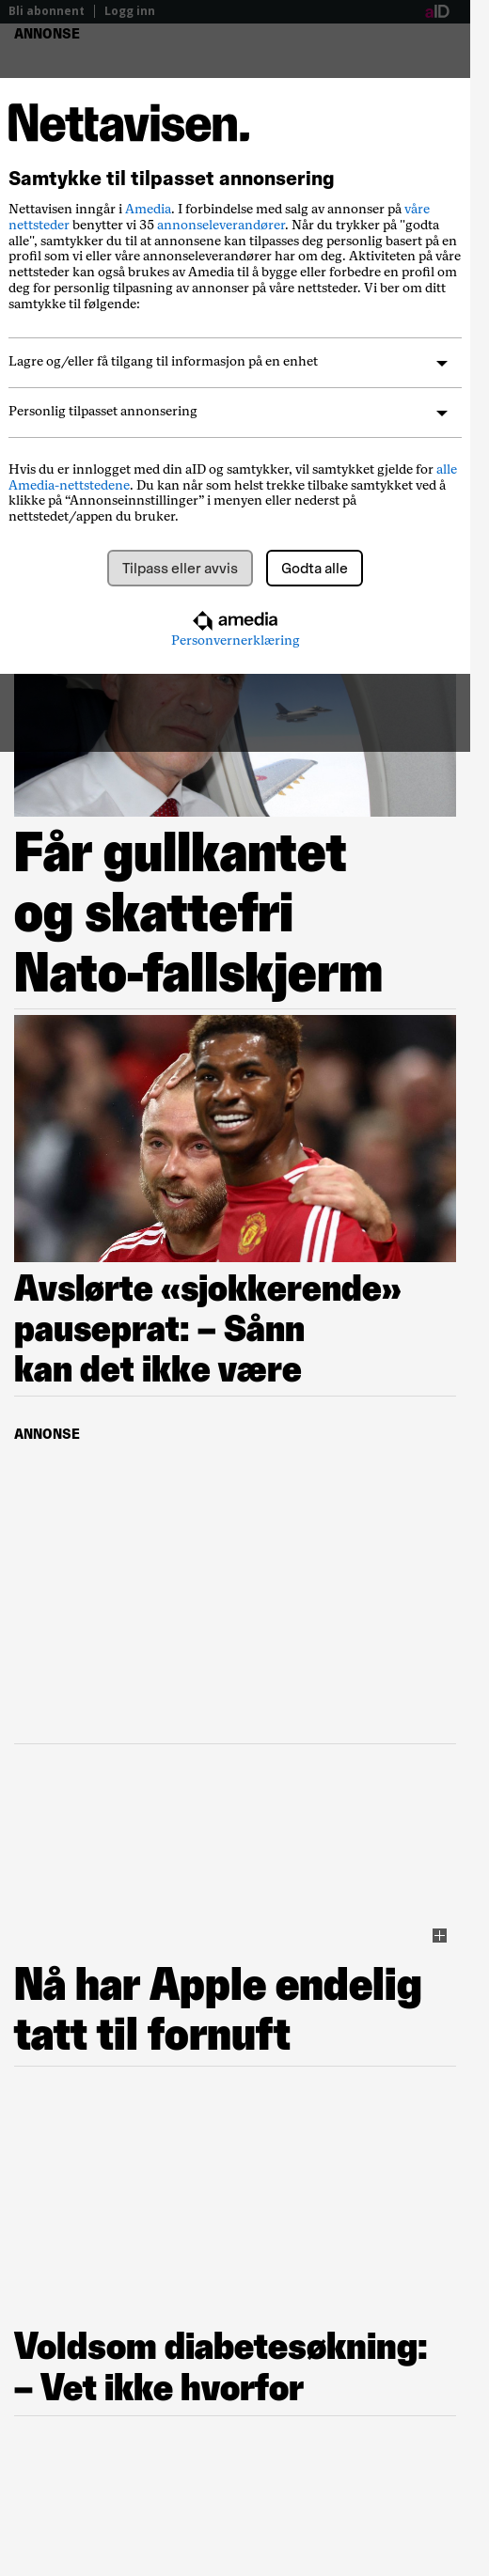 Bli abonnent | Logg inn aID
ANNONSE
Nettavisen.
Samtykke til tilpasset annonsering
Nettavisen inngår i Amedia. I forbindelse med salg av annonser på våre
nettsteder benytter vi 35 annonseleverandører. Når du trykker på "godta
alle", samtykker du til at annonsene kan tilpasses deg personlig basert på en
profil som vi eller våre annonseleverandører har om deg. Aktiviteten på våre
nettsteder kan også brukes av Amedia til å bygge eller forbedre en profil om
deg for personlig tilpasning av annonser på våre nettsteder. Vi ber om ditt
samtykke til følgende:
Lagre og/eller få tilgang til informasjon på en enhet
Personlig tilpasset annonsering
Hvis du er innlogget med din aID og samtykker, vil samtykket gjelde for alle
Amedia-nettstedene. Du kan når som helst trekke tilbake samtykket ved å
klikke på “Annonseinnstillinger” i menyen eller nederst på
nettstedet/appen du bruker.
Tilpass eller avvis Godta alle
amedia
Personvernerklæring
Får gullkantet
og skattefri
Nato-fallskjerm
Avslørte «sjokkerende»
pauseprat: – Sånn
kan det ikke være
ANNONSE
Nå har Apple endelig
tatt til fornuft
Voldsom diabetesøkning:
– Vet ikke hvorfor